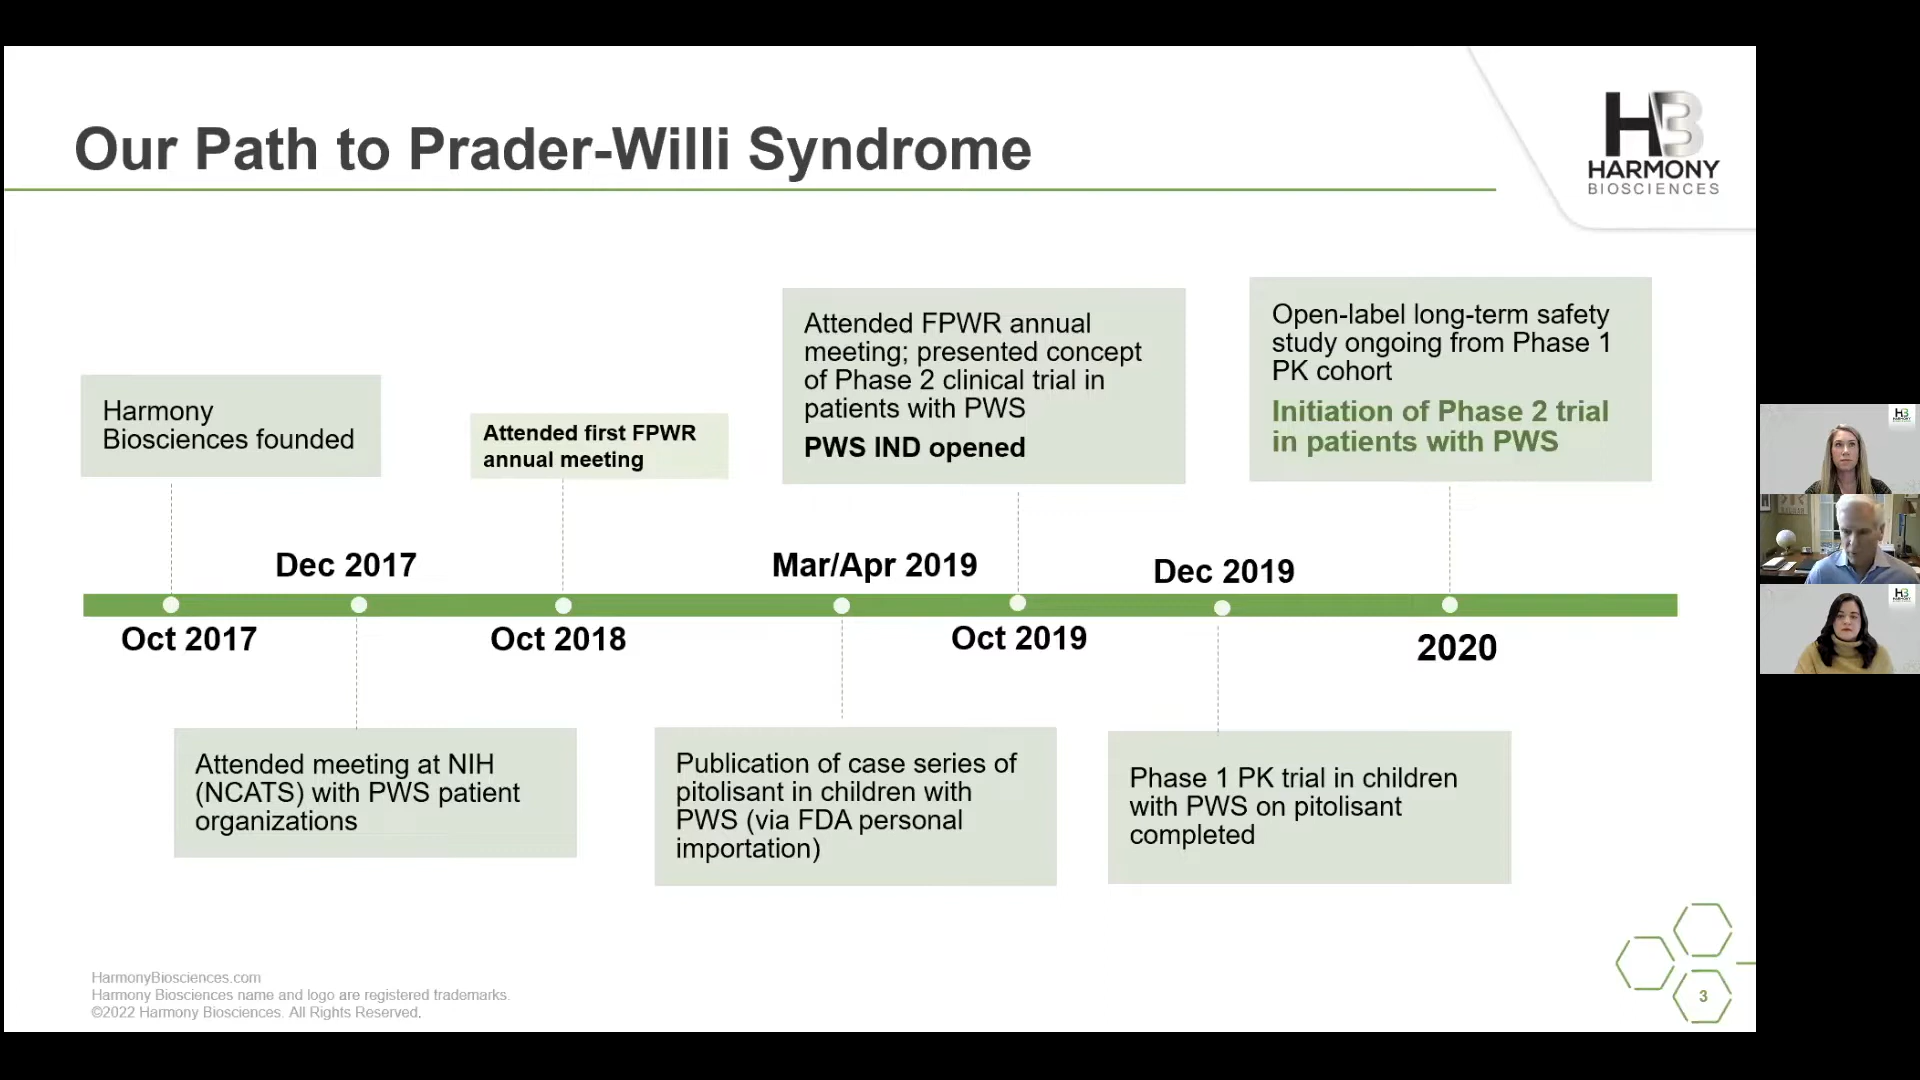 Our Path to Prader-Willi Syndrome
HB
HARMONY
BIOSCIENCES
Harmony
Biosciences founded
Attended first FPWR
annual meeting
Attended FPWR annual
meeting; presented concept
of Phase 2 clinical trial in
patients with PWS
PWS IND opened
Open-label long-term safety
study ongoing from Phase 1
PK cohort
Initiation of Phase 2 trial
in patients with PWS
Dec 2017
Mar/Apr 2019
Dec 2019
Oct 2017
Oct 2018
Oct 2019
2020
Attended meeting at NIH
(NCATS) with PWS patient
organizations
Publication of case series of
pitolisant in children with
PWS (via FDA personal
importation)
Phase 1 PK trial in children
with PWS on pitolisant
completed
HarmonyBiosciences.com
Harmony Biosciences name and logo are registered trademarks.
©2022 Harmony Biosciences. All Rights Reserved.
3